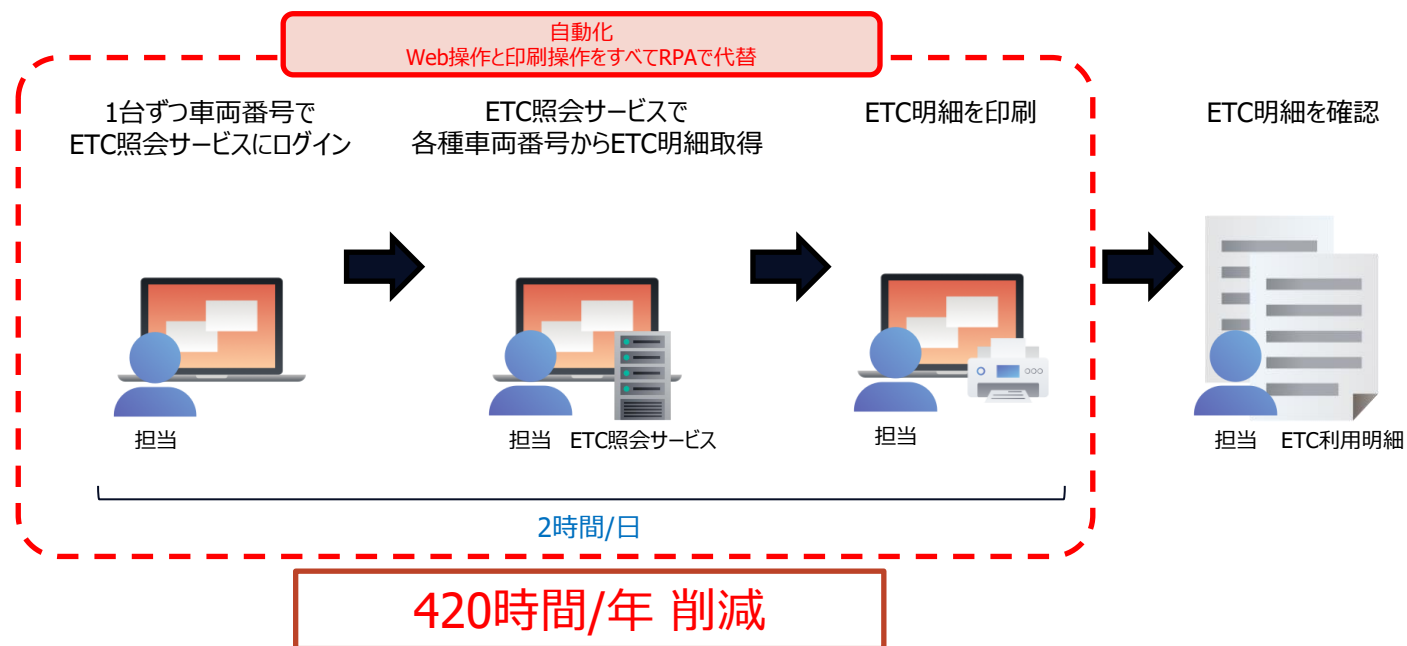 自動化
Web操作と印刷操作をすべてRPAで代替
1台ずつ車両番号で
ETC照会サービスにログイン
ETC照会サービスで
各種車両番号からETC明細取得
ETC明細を印刷
ETC明細を確認
担当
担当 ETC照会サービス
担当
担当 ETC利用明細
2時間/日
420時間/年 削減